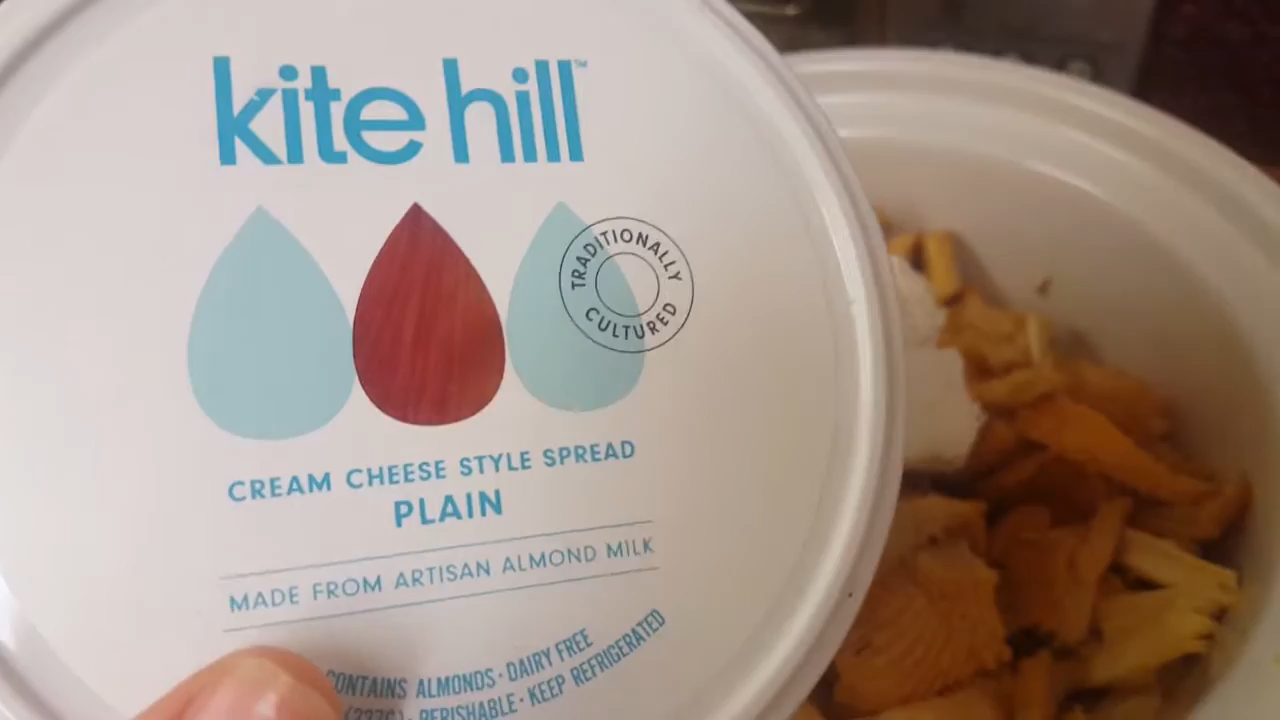 kite hill™
TRADITIONALLY
CULTURED
CREAM CHEESE STYLE SPREAD
PLAIN
MADE FROM ARTISAN ALMOND MILK
CONTAINS ALMONDS · DAIRY FREE
PERISHABLE · KEEP REFRIGERATED